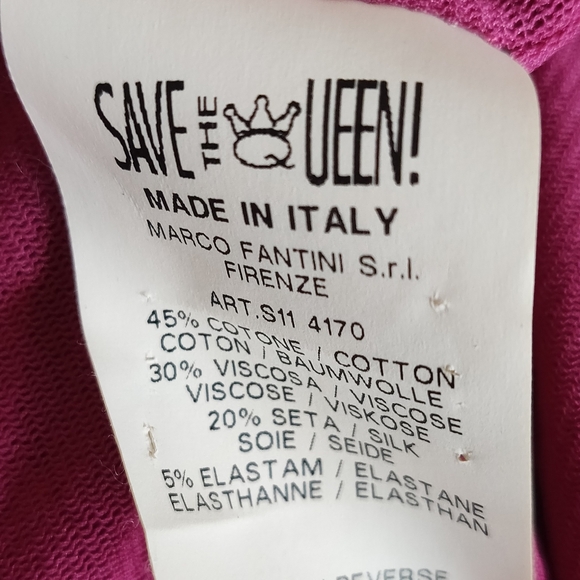 SAVE THE QUEEN!
MADE IN ITALY
MARCO FANTINI S.r.l.
FIRENZE
ART.S11 4170
45% COTONE / COTTON
COTON / BAUMWOLLE
30% VISCOSA / VISCOSE
VISCOSE / VISKOSE
20% SETA / SILK
SOIE / SEIDE
5% ELASTAM / ELASTANE
ELASTHANNE / ELASTHAN
REVERSE